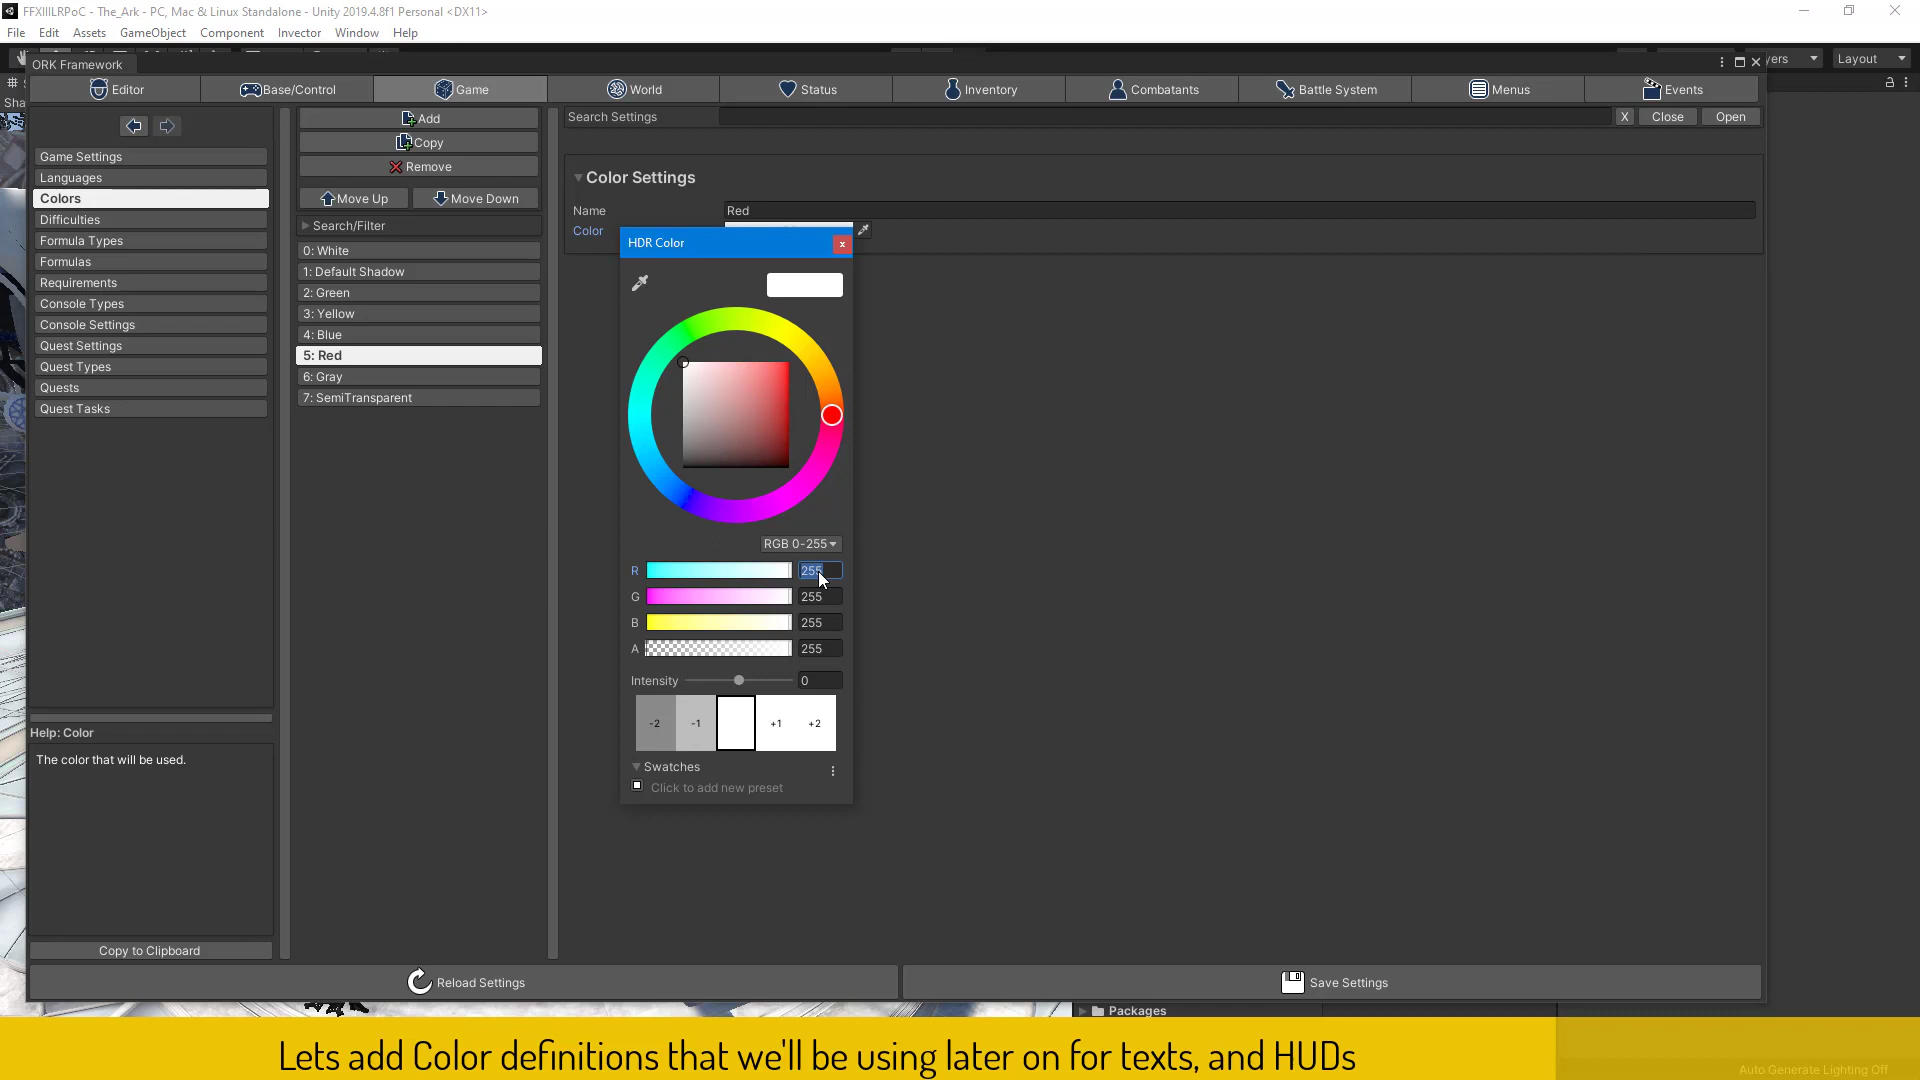 FFXIIILRPoC - The_Ark - PC, Mac & Linux Standalone - Unity 2019.4.8f1 Personal <DX11>
File Edit Assets GameObject Component Invector Window Help
ORK Framework
Layout
Editor Base/Control Game World Status Inventory Combatants Battle System Menus Events
Game Settings
Languages
Colors
Difficulties
Formula Types
Formulas
Requirements
Console Types
Console Settings
Quest Settings
Quest Types
Quests
Quest Tasks
Help: Color
The color that will be used.
Copy to Clipboard
Add
Copy
Remove
Move Up Move Down
Search/Filter
0: White
1: Default Shadow
2: Green
3: Yellow
4: Blue
5: Red
6: Gray
7: SemiTransparent
Search Settings X Close Open
Color Settings
Name Red
Color
HDR Color x
RGB 0-255
R 255
G 255
B 255
A 255
Intensity 0
-2 -1 +1 +2
Swatches
Click to add new preset
Reload Settings Save Settings
Packages
Lets add Color definitions that we'll be using later on for texts, and HUDs
Auto Generate Lighting Off